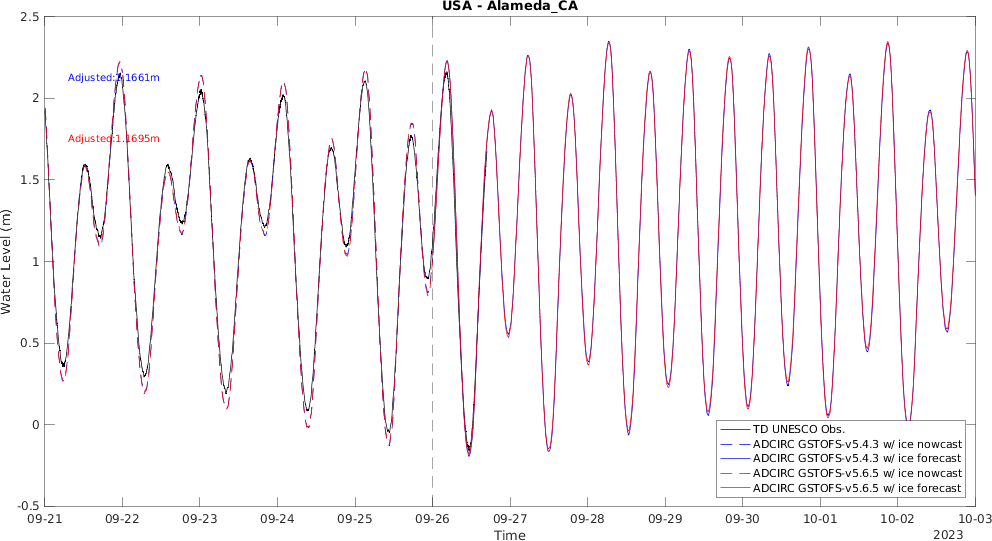 USA - Alameda_CA
2.5
2
1.5
1
0.5
0
-0.5
Water Level (m)
Adjusted:1.1661m
Adjusted:1.1695m
TD UNESCO Obs.
ADCIRC GSTOFS-v5.4.3 w/ ice nowcast
ADCIRC GSTOFS-v5.4.3 w/ ice forecast
ADCIRC GSTOFS-v5.6.5 w/ ice nowcast
ADCIRC GSTOFS-v5.6.5 w/ ice forecast
09-21 09-22 09-23 09-24 09-25 09-26 09-27 09-28 09-29 09-30 10-01 10-02 10-03
Time
2023